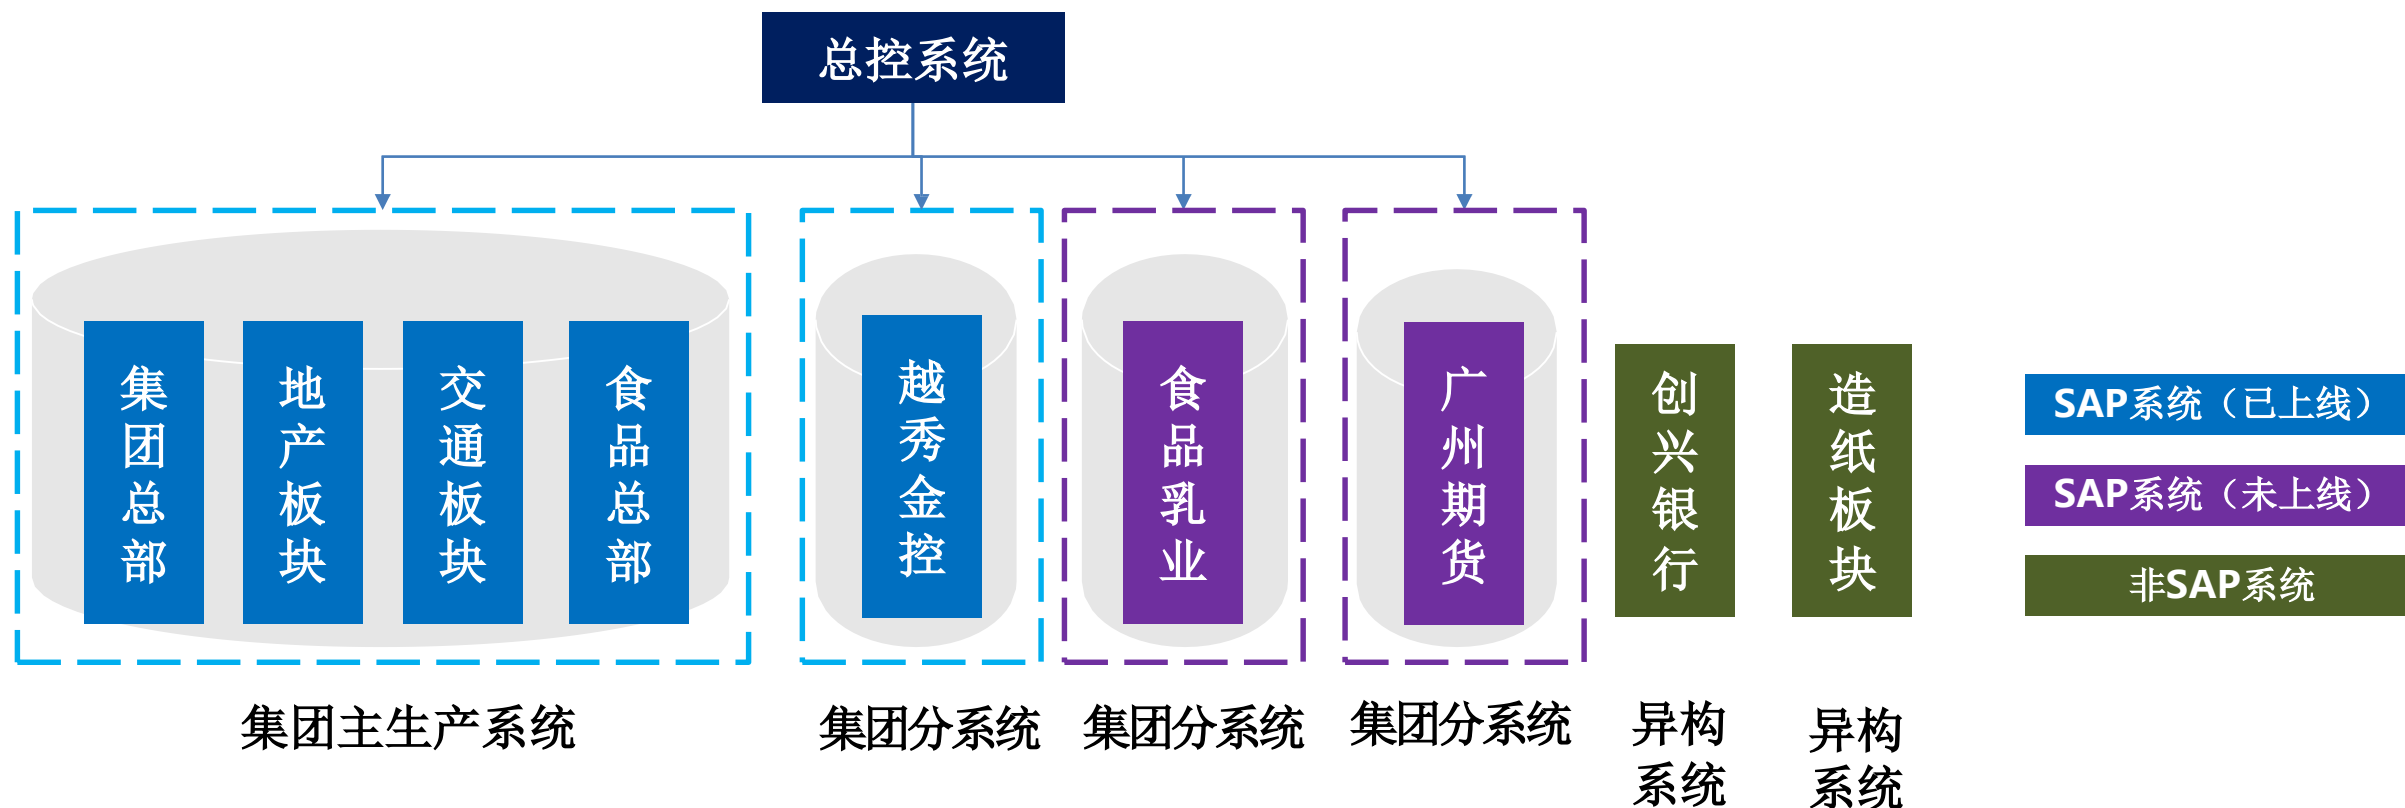 总控系统
集团总部
地产板块
交通板块
食品总部
越秀金控
食品乳业
广州期货
创兴银行
造纸板块
SAP系统（已上线）
SAP系统（未上线）
非SAP系统
集团主生产系统
集团分系统
集团分系统
集团分系统
异构
系统
异构
系统